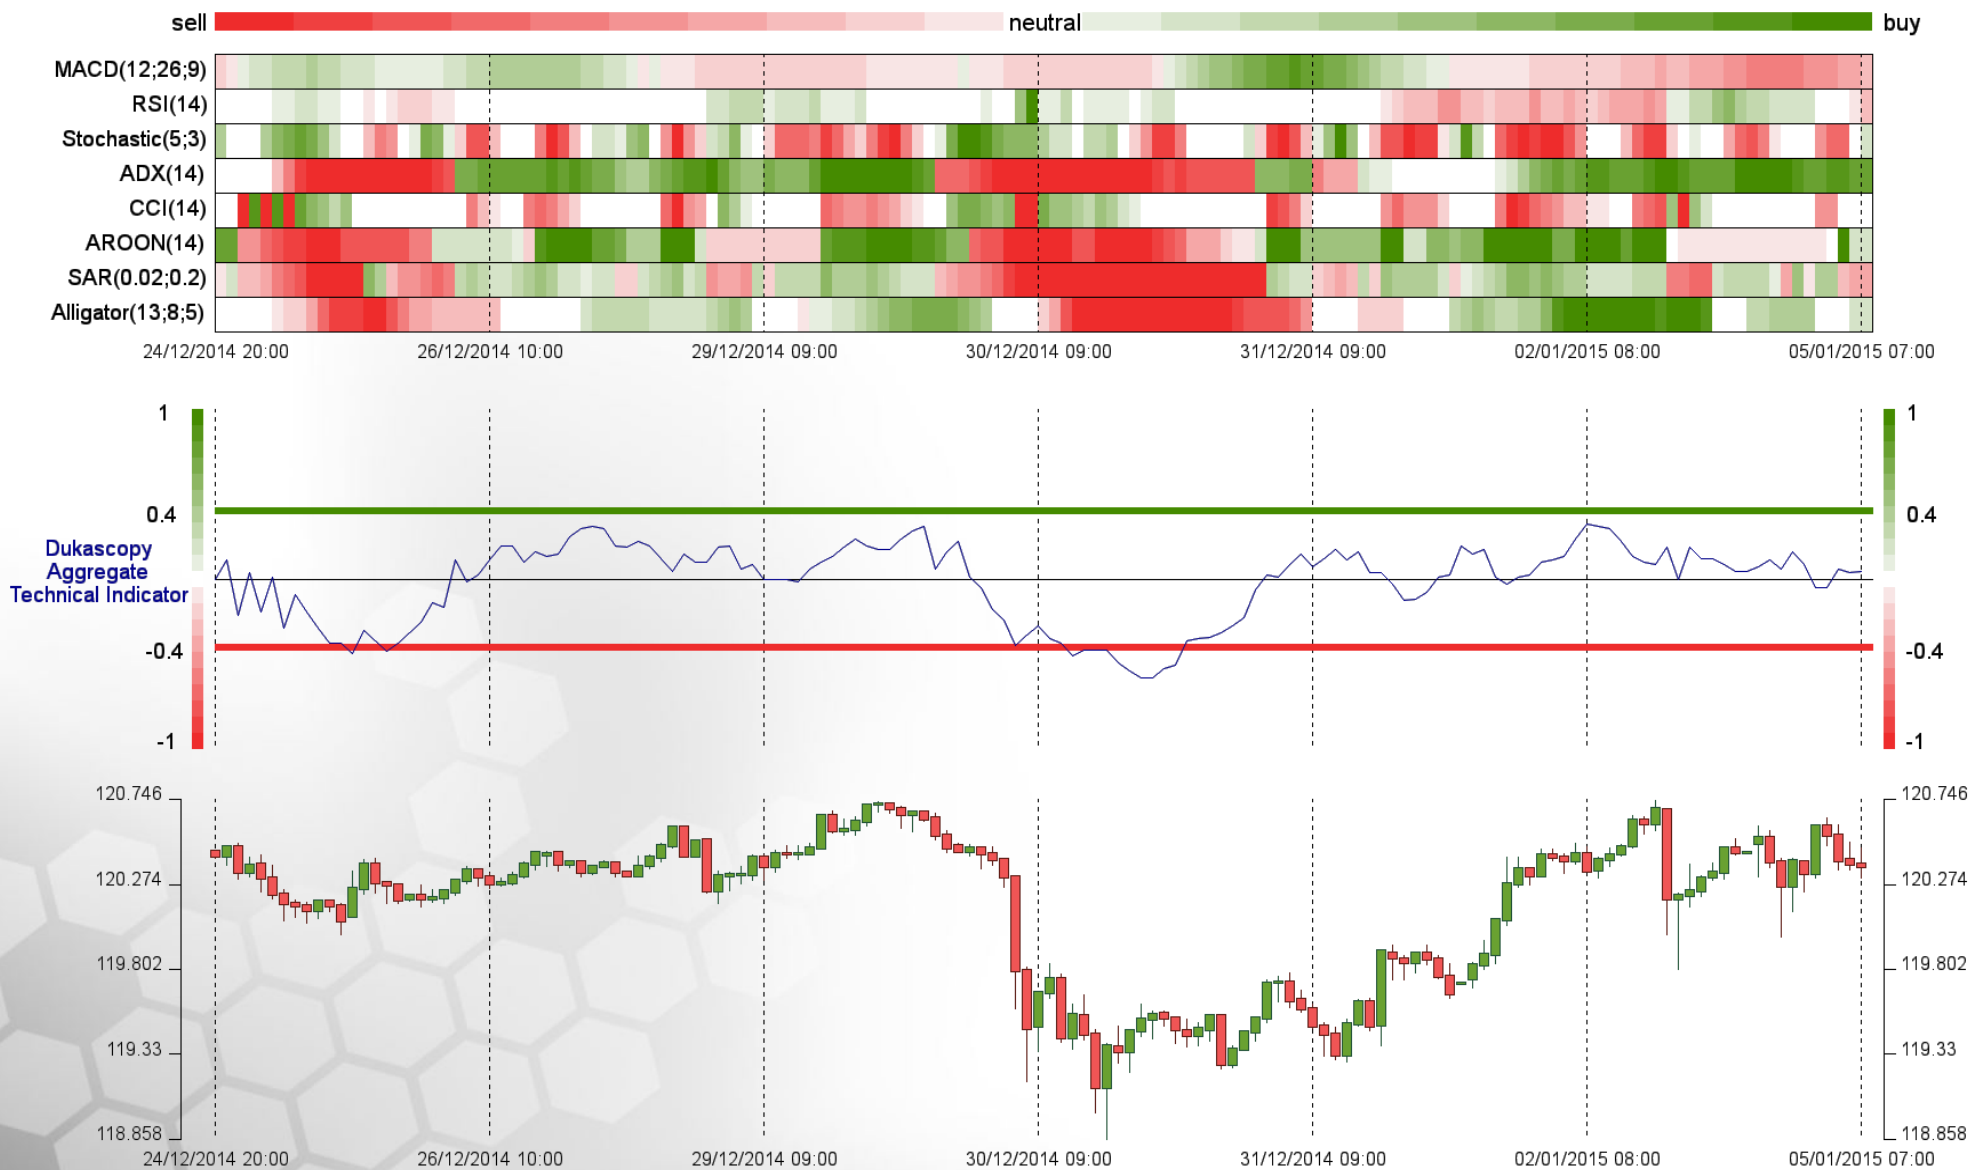 sell neutral buy
MACD(12;26;9)
RSI(14)
Stochastic(5;3)
ADX(14)
CCI(14)
AROON(14)
SAR(0.02;0.2)
Alligator(13;8;5)
24/12/2014 20:00 26/12/2014 10:00 29/12/2014 09:00 30/12/2014 09:00 31/12/2014 09:00 02/01/2015 08:00 05/01/2015 07:00
1 1
0.4 0.4
Dukascopy
Aggregate
Technical Indicator
-0.4 -0.4
-1 -1
120.746 120.746
120.274 120.274
119.802 119.802
119.33 119.33
118.858 118.858
24/12/2014 20:00 26/12/2014 10:00 29/12/2014 09:00 30/12/2014 09:00 31/12/2014 09:00 02/01/2015 08:00 05/01/2015 07:00